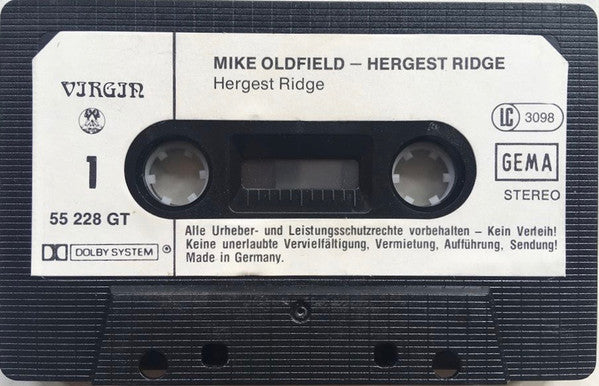 MIKE OLDFIELD – HERGEST RIDGE
Hergest Ridge
VIRGIN
LC 3098
1
GEMA
STEREO
55 228 GT
DOLBY SYSTEM ®
Alle Urheber- und Leistungsschutzrechte vorbehalten – Kein Verleih!
Keine unerlaubte Vervielfältigung, Vermietung, Aufführung, Sendung!
Made in Germany.